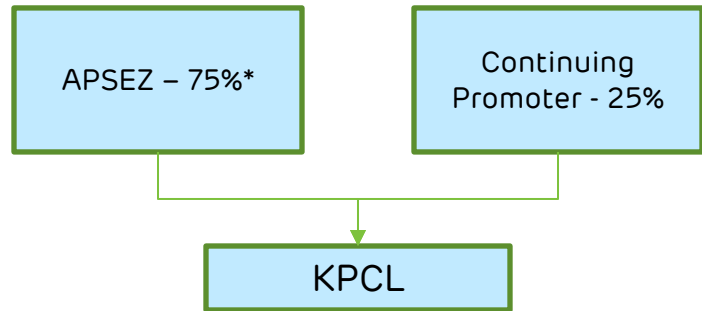 APSEZ – 75%*
Continuing
Promoter - 25%
KPCL